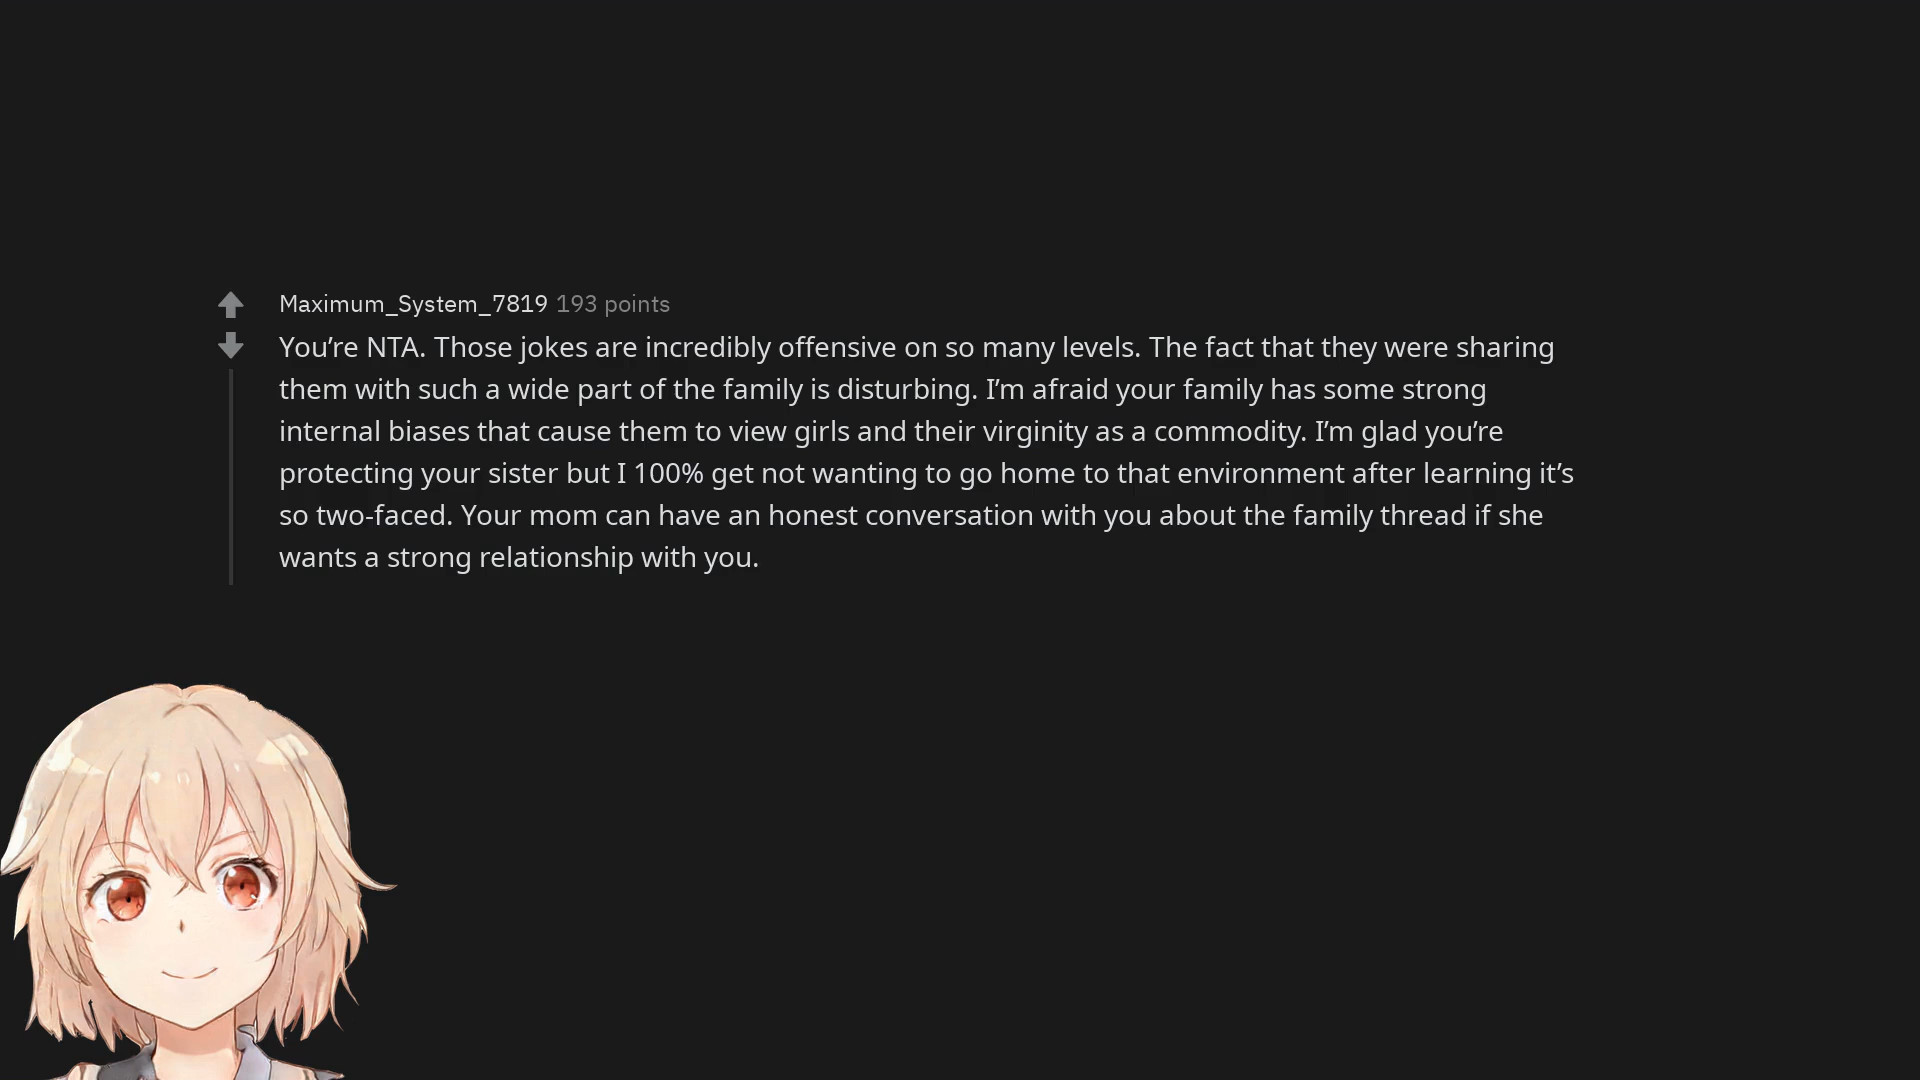 Maximum_System_7819 193 points
You’re NTA. Those jokes are incredibly offensive on so many levels. The fact that they were sharing
them with such a wide part of the family is disturbing. I’m afraid your family has some strong
internal biases that cause them to view girls and their virginity as a commodity. I’m glad you’re
protecting your sister but I 100% get not wanting to go home to that environment after learning it’s
so two-faced. Your mom can have an honest conversation with you about the family thread if she
wants a strong relationship with you.